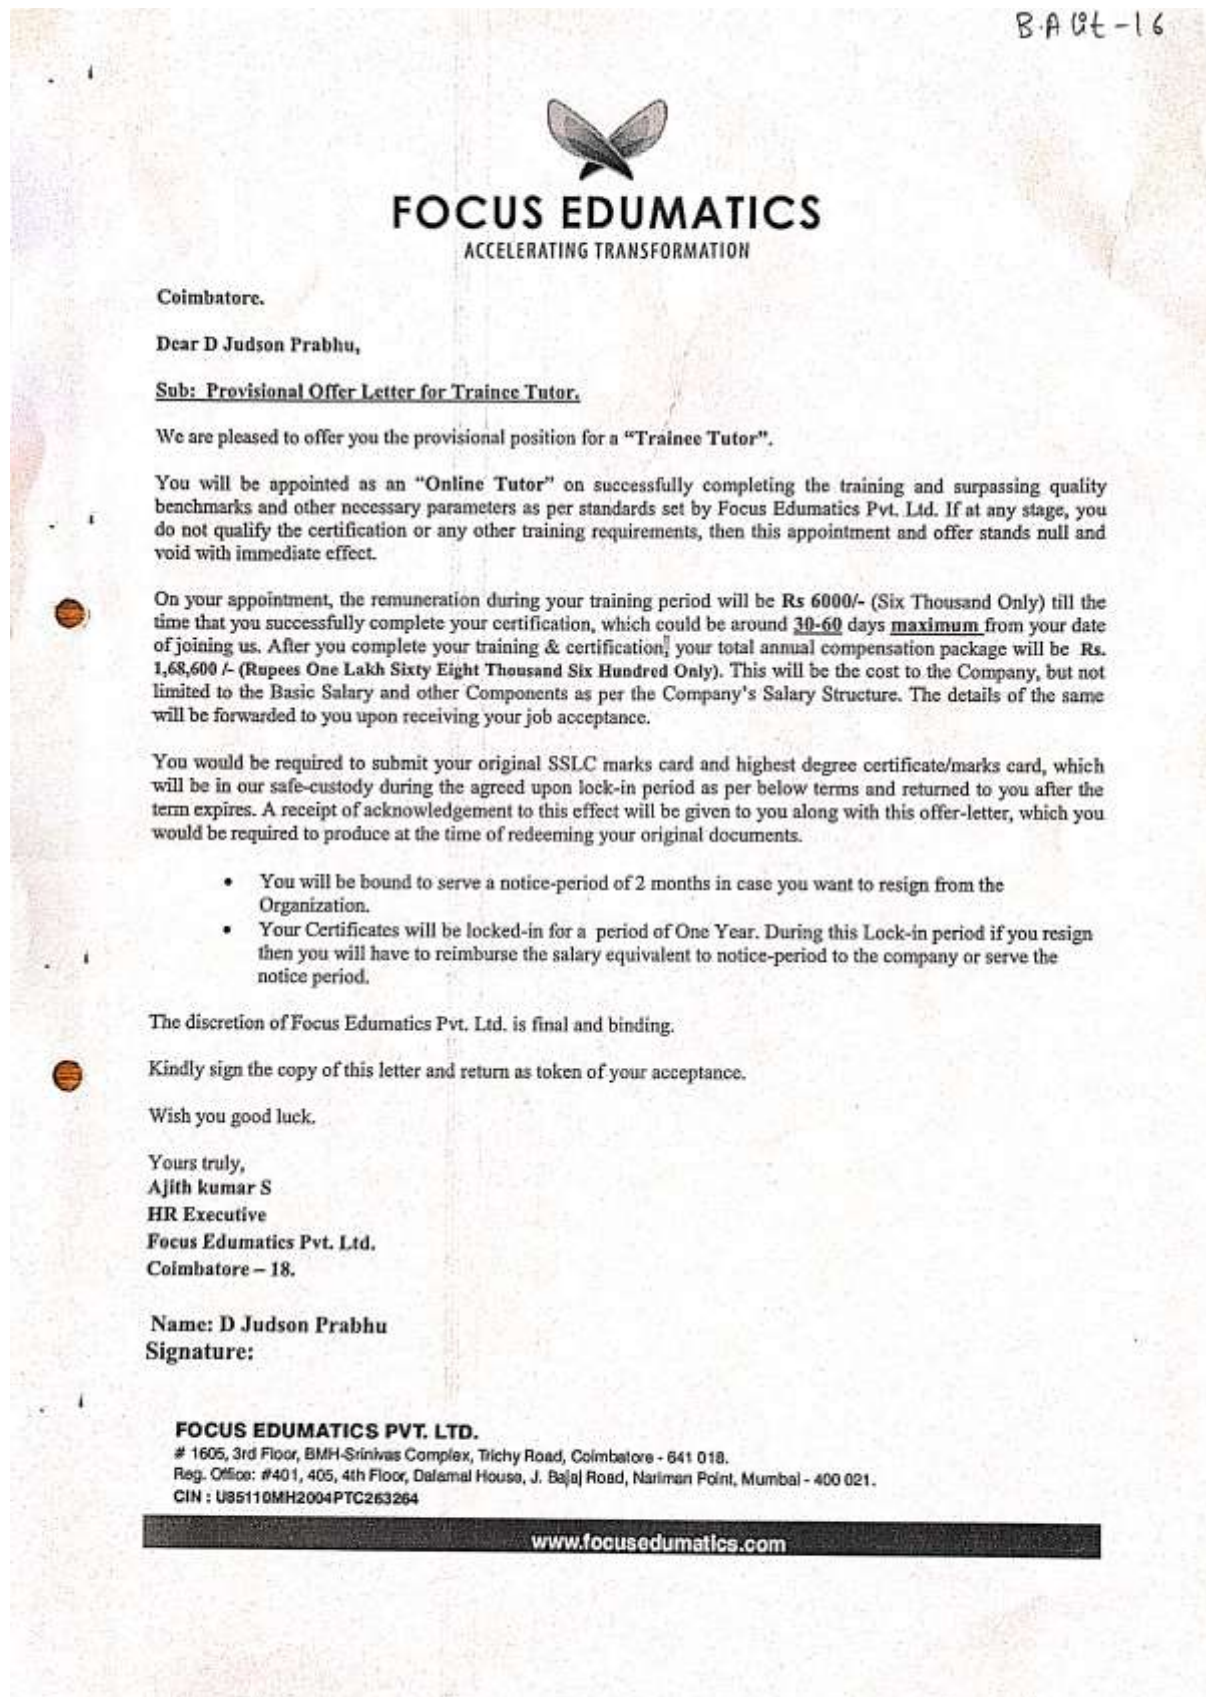 B.A Lit - 16
FOCUS EDUMATICS
ACCELERATING TRANSFORMATION
Coimbatore.
Dear D Judson Prabhu,
Sub: Provisional Offer Letter for Trainee Tutor.
We are pleased to offer you the provisional position for a “Trainee Tutor”.
You will be appointed as an “Online Tutor” on successfully completing the training and surpassing quality
benchmarks and other necessary parameters as per standards set by Focus Edumatics Pvt. Ltd. If at any stage, you
do not qualify the certification or any other training requirements, then this appointment and offer stands null and
void with immediate effect.
On your appointment, the remuneration during your training period will be Rs 6000/- (Six Thousand Only) till the
time that you successfully complete your certification, which could be around 30-60 days maximum from your date
of joining us. After you complete your training & certification, your total annual compensation package will be Rs.
1,68,600 /- (Rupees One Lakh Sixty Eight Thousand Six Hundred Only). This will be the cost to the Company, but not
limited to the Basic Salary and other Components as per the Company's Salary Structure. The details of the same
will be forwarded to you upon receiving your job acceptance.
You would be required to submit your original SSLC marks card and highest degree certificate/marks card, which
will be in our safe-custody during the agreed upon lock-in period as per below terms and returned to you after the
term expires. A receipt of acknowledgement to this effect will be given to you along with this offer-letter, which you
would be required to produce at the time of redeeming your original documents.
• You will be bound to serve a notice-period of 2 months in case you want to resign from the
Organization.
• Your Certificates will be locked-in for a period of One Year. During this Lock-in period if you resign
then you will have to reimburse the salary equivalent to notice-period to the company or serve the
notice period.
The discretion of Focus Edumatics Pvt. Ltd. is final and binding.
Kindly sign the copy of this letter and return as token of your acceptance.
Wish you good luck.
Yours truly,
Ajith kumar S
HR Executive
Focus Edumatics Pvt. Ltd.
Coimbatore – 18.
Name: D Judson Prabhu
Signature:
FOCUS EDUMATICS PVT. LTD.
# 1605, 3rd Floor, BMH-Srinivas Complex, Trichy Road, Coimbatore - 641 018.
Reg. Office: #401, 405, 4th Floor, Dalamal House, J. Bajaj Road, Nariman Point, Mumbai - 400 021.
CIN : U85110MH2004PTC263264
www.focusedumatics.com